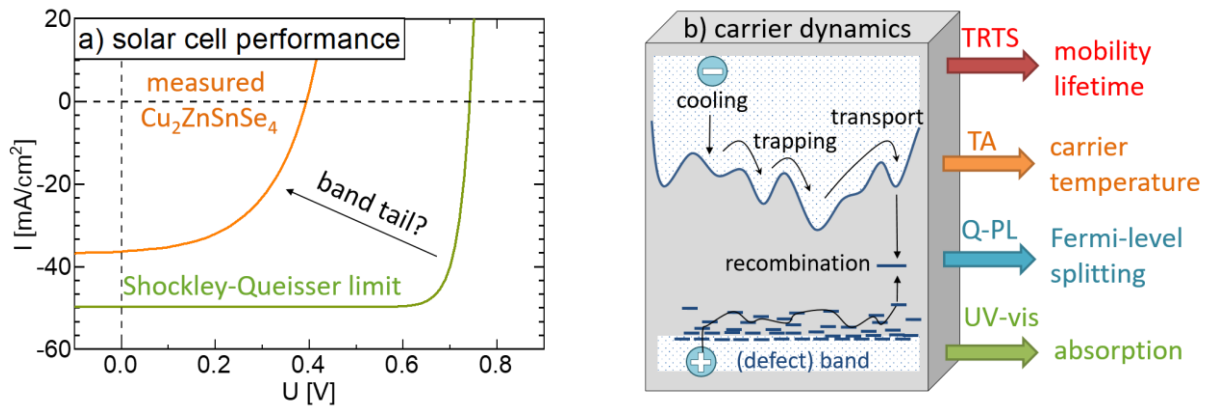 a) solar cell performance
20
0
-20
-40
-60
I [mA/cm²]
0.0 0.2 0.4 0.6 0.8
U [V]
measured
Cu₂ZnSnSe₄
band tail?
Shockley-Queisser limit
b) carrier dynamics
cooling
trapping
transport
recombination
(defect) band
TRTS
mobility
lifetime
TA
carrier
temperature
Q-PL
Fermi-level
splitting
UV-vis
absorption